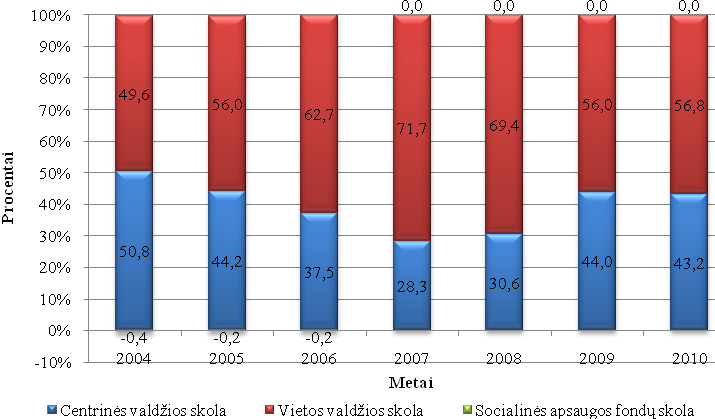 0,0 0,0 0,0 0,0
100%
90%
80%
70%
60%
50%
40%
30%
20%
10%
0%
-10%
Procentai
49,6 56,0 62,7 71,7 69,4 56,0 56,8
50,8 44,2 37,5 28,3 30,6 44,0 43,2
-0,4 -0,2 -0,2
2004 2005 2006 2007 2008 2009 2010
Metai
Centrinės valdžios skola Vietos valdžios skola Socialinės apsaugos fondų skola